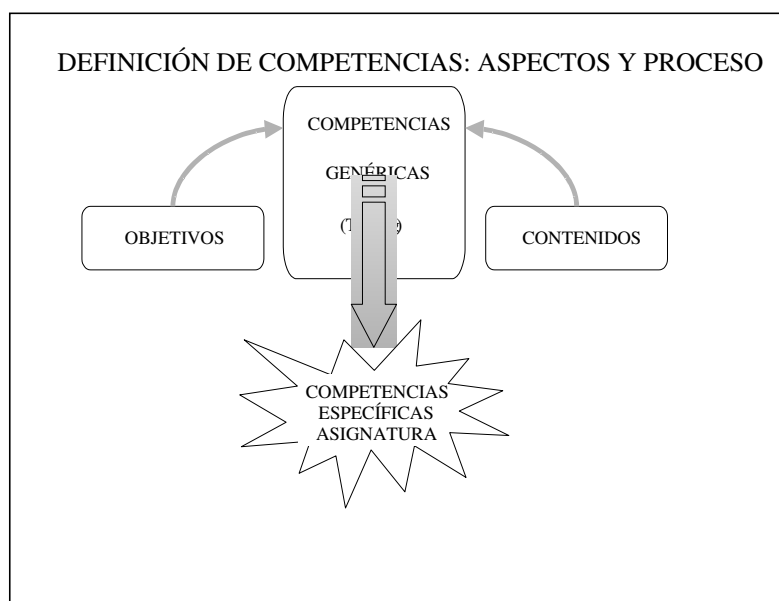 DEFINICIÓN DE COMPETENCIAS: ASPECTOS Y PROCESO
COMPETENCIAS
GENÉRICAS
OBJETIVOS
CONTENIDOS
COMPETENCIAS
ESPECÍFICAS
ASIGNATURA